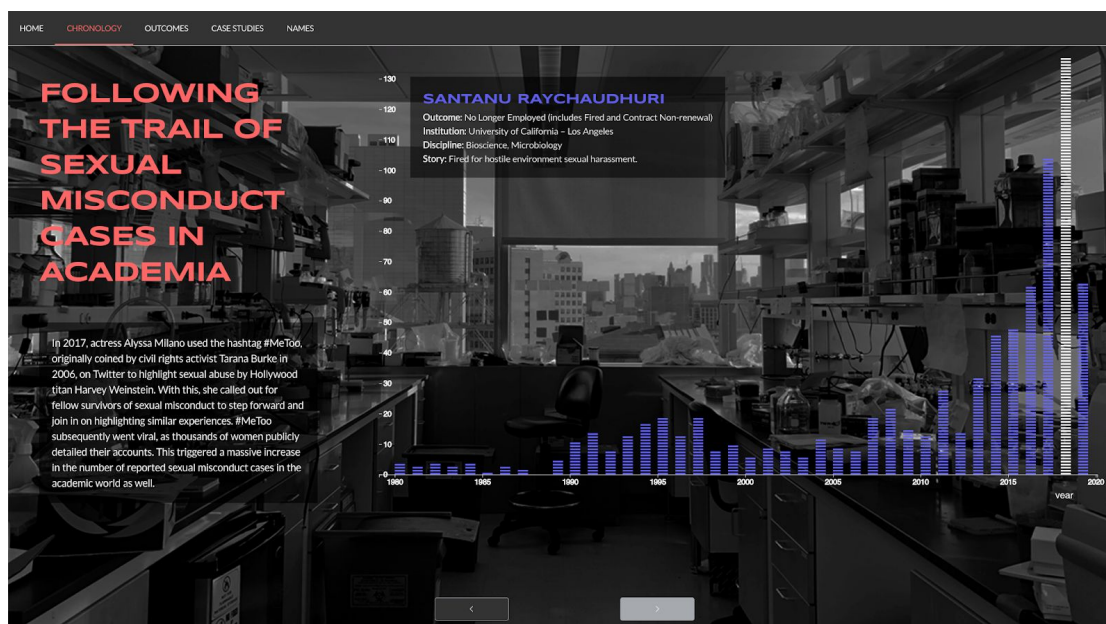 HOME CHRONOLOGY OUTCOMES CASE STUDIES NAMES
FOLLOWING
THE TRAIL OF
SEXUAL
MISCONDUCT
CASES IN
ACADEMIA
In 2017, actress Alyssa Milano used the hashtag #MeToo,
originally coined by civil rights activist Tarana Burke in
2006, on Twitter to highlight sexual abuse by Hollywood
titan Harvey Weinstein. With this, she called out for
fellow survivors of sexual misconduct to step forward and
join in on highlighting similar experiences. #MeToo
subsequently went viral, as thousands of women publicly
detailed their accounts. This triggered a massive increase
in the number of reported sexual misconduct cases in the
academic world as well.
SANTANU RAYCHAUDHURI
Outcome: No Longer Employed (includes Fired and Contract Non-renewal)
Institution: University of California – Los Angeles
Discipline: Bioscience, Microbiology
Story: Fired for hostile environment sexual harassment.
130
120
110
100
90
80
70
60
50
40
30
20
10
0
1980 1985 1990 1995 2000 2005 2010 2015 2020
year
< >